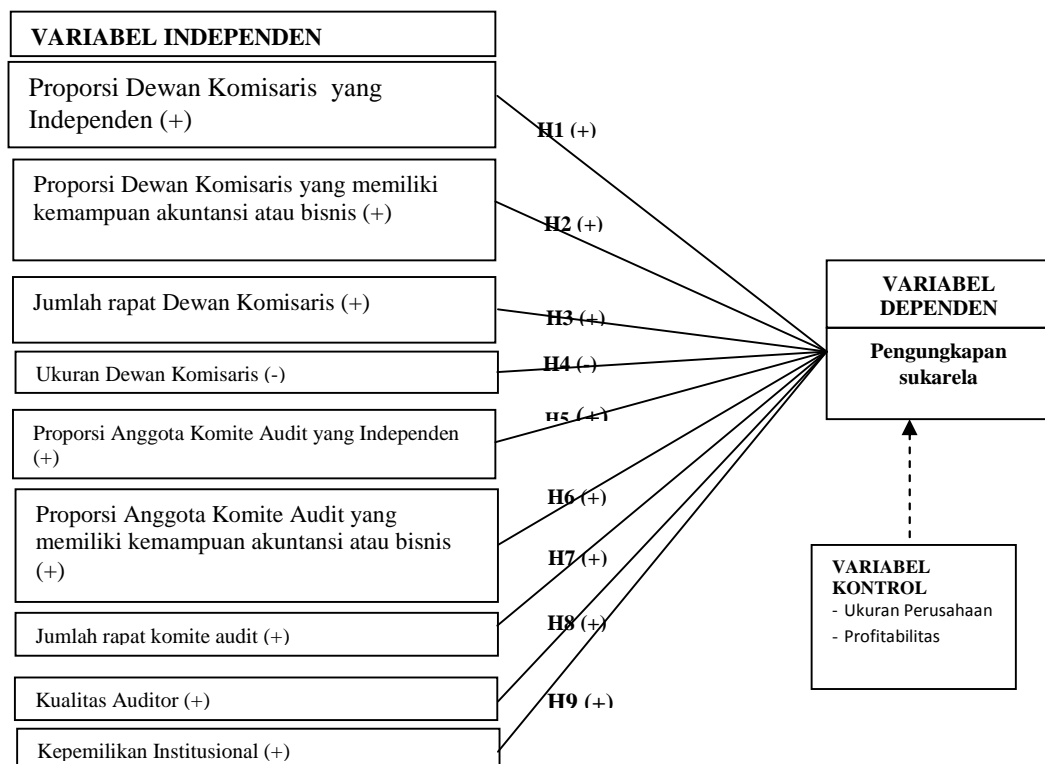 VARIABEL INDEPENDEN
Proporsi Dewan Komisaris yang
Independen (+)
H1 (+)
Proporsi Dewan Komisaris yang memiliki
kemampuan akuntansi atau bisnis (+)
H2 (+)
Jumlah rapat Dewan Komisaris (+)
H3 (+)
Ukuran Dewan Komisaris (-)
H4 (-)
Proporsi Anggota Komite Audit yang Independen
(+)
H5 (+)
Proporsi Anggota Komite Audit yang
memiliki kemampuan akuntansi atau bisnis
(+)
H6 (+)
Jumlah rapat komite audit (+)
H7 (+)
Kualitas Auditor (+)
H8 (+)
Kepemilikan Institusional (+)
H9 (+)
VARIABEL
DEPENDEN
Pengungkapan
sukarela
VARIABEL
KONTROL
- Ukuran Perusahaan
- Profitabilitas